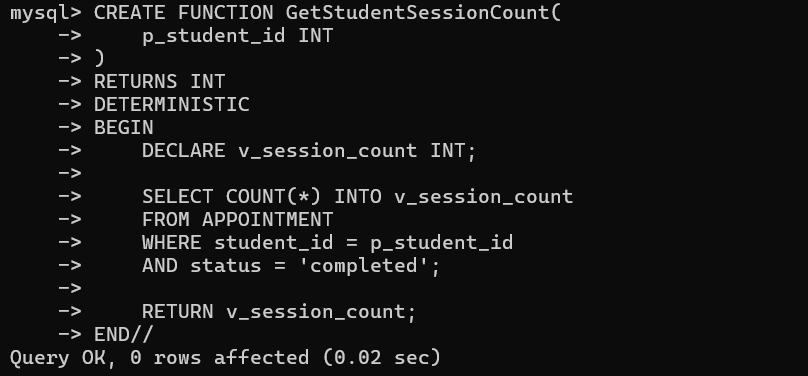 mysql> CREATE FUNCTION GetStudentSessionCount(
    ->     p_student_id INT
    -> )
    -> RETURNS INT
    -> DETERMINISTIC
    -> BEGIN
    ->     DECLARE v_session_count INT;
    ->
    ->     SELECT COUNT(*) INTO v_session_count
    ->     FROM APPOINTMENT
    ->     WHERE student_id = p_student_id
    ->     AND status = 'completed';
    ->
    ->     RETURN v_session_count;
    -> END//
Query OK, 0 rows affected (0.02 sec)